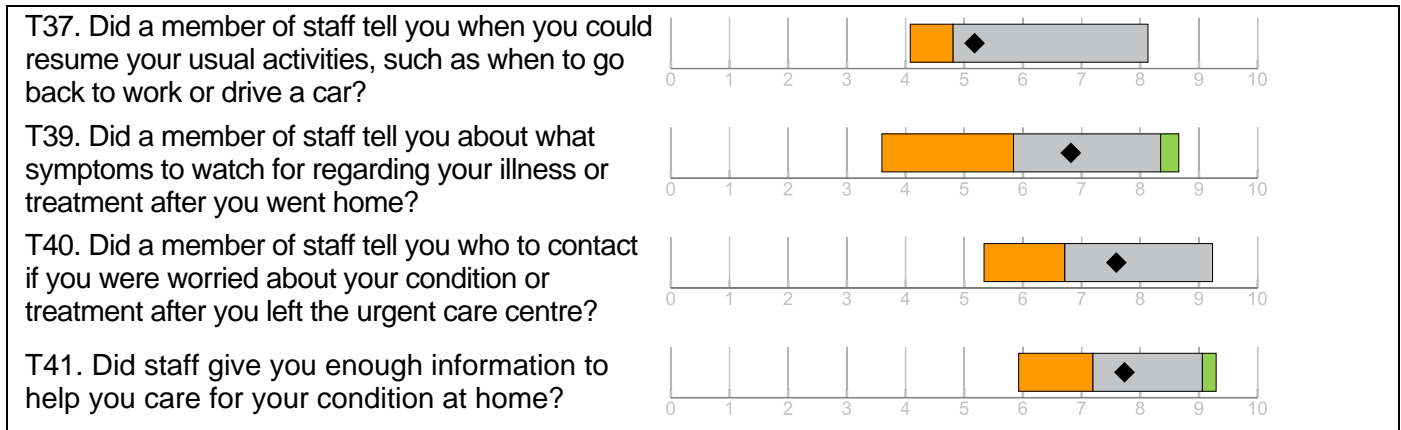 T37. Did a member of staff tell you when you could
resume your usual activities, such as when to go
back to work or drive a car?
0 1 2 3 4 5 6 7 8 9 10
T39. Did a member of staff tell you about what
symptoms to watch for regarding your illness or
treatment after you went home?
0 1 2 3 4 5 6 7 8 9 10
T40. Did a member of staff tell you who to contact
if you were worried about your condition or
treatment after you left the urgent care centre?
0 1 2 3 4 5 6 7 8 9 10
T41. Did staff give you enough information to
help you care for your condition at home?
0 1 2 3 4 5 6 7 8 9 10